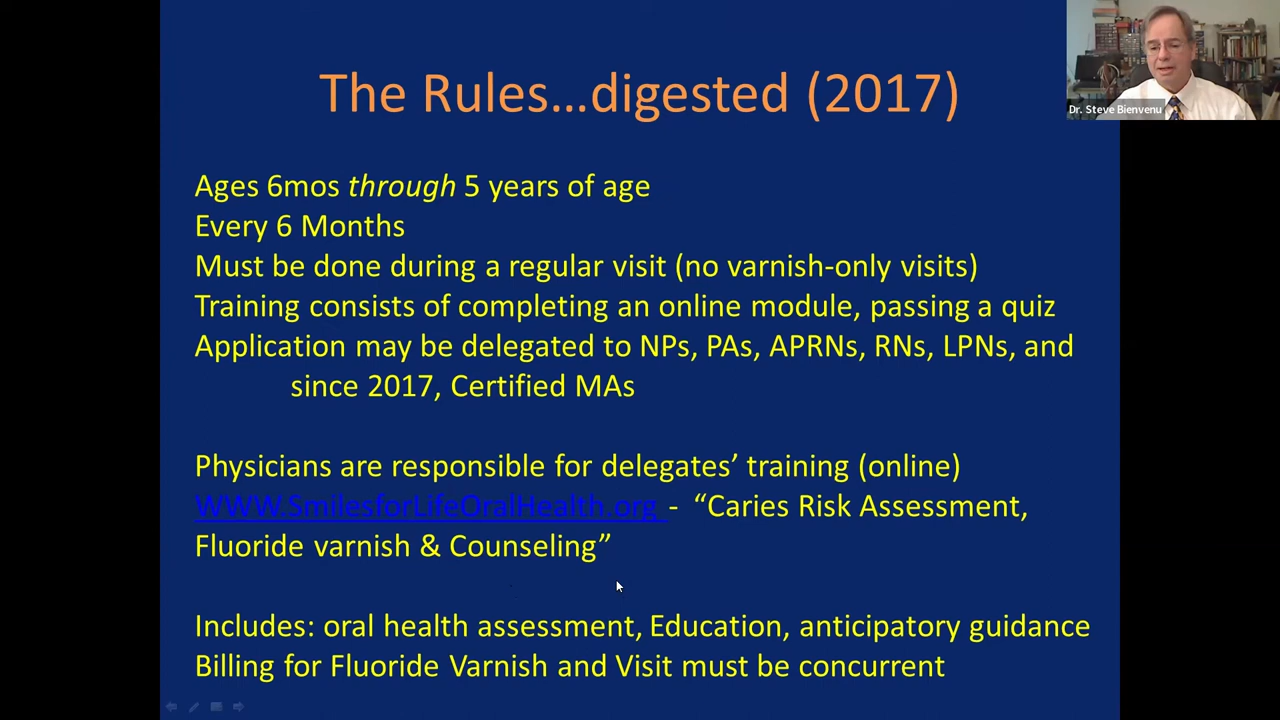 The Rules...digested (2017)
Dr. Steve Bienvenu
Ages 6mos through 5 years of age
Every 6 Months
Must be done during a regular visit (no varnish-only visits)
Training consists of completing an online module, passing a quiz
Application may be delegated to NPs, PAs, APRNs, RNs, LPNs, and
since 2017, Certified MAs
Physicians are responsible for delegates’ training (online)
WWW.SmilesforLifeOralHealth.org - “Caries Risk Assessment,
Fluoride varnish & Counseling”
Includes: oral health assessment, Education, anticipatory guidance
Billing for Fluoride Varnish and Visit must be concurrent